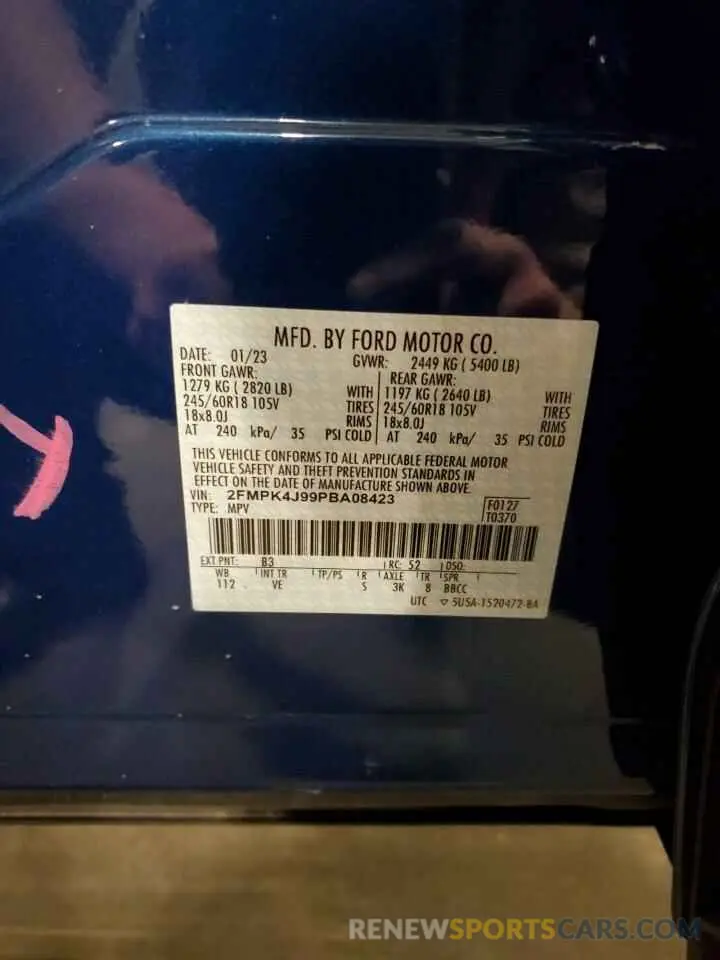 MFD. BY FORD MOTOR CO.
DATE: 01/23 GVWR: 2449 KG ( 5400 LB)
FRONT GAWR: REAR GAWR:
1279 KG ( 2820 LB) WITH 1197 KG ( 2640 LB) WITH
245/60R18 105V TIRES 245/60R18 105V TIRES
18x8.0J RIMS 18x8.0J RIMS
AT 240 kPa/ 35 PSI COLD AT 240 kPa/ 35 PSI COLD
THIS VEHICLE CONFORMS TO ALL APPLICABLE FEDERAL MOTOR
VEHICLE SAFETY AND THEFT PREVENTION STANDARDS IN
EFFECT ON THE DATE OF MANUFACTURE SHOWN ABOVE.
VIN: 2FMPK4J99PBA08423 F0127
TYPE: MPV T0370
EXT PNT: B3 RC: 52 DSO:
WB INT TR TP/PS R AXLE TR SPR
112 VE S 3K 8 BBCC
UTC ▽ 5U5A-1520472-BA
RENEWSPORTSCARS.COM